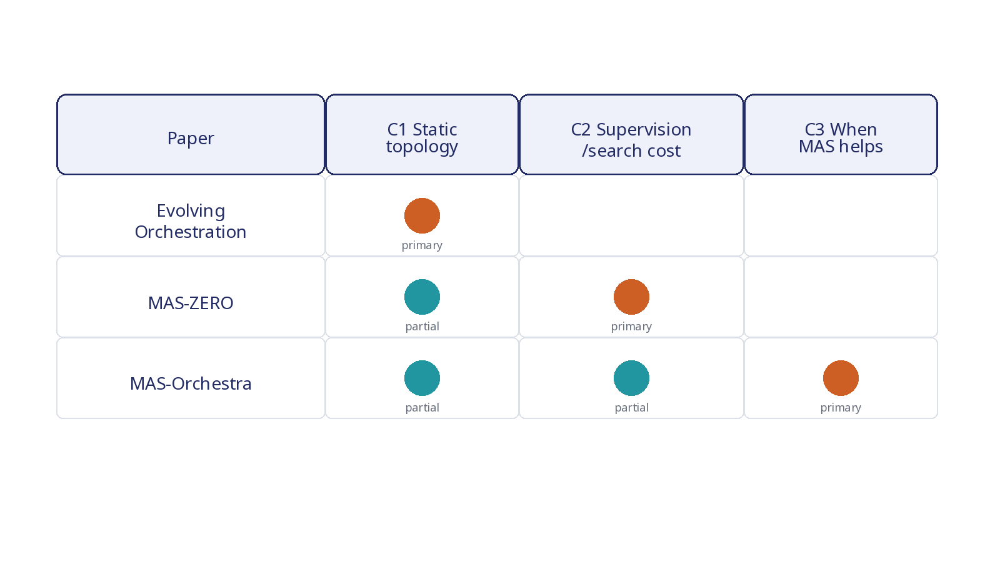 Paper
C1 Static
topology
C2 Supervision
/search cost
C3 When
MAS helps
Evolving
Orchestration
primary
MAS-ZERO
partial
primary
MAS-Orchestra
partial
partial
primary